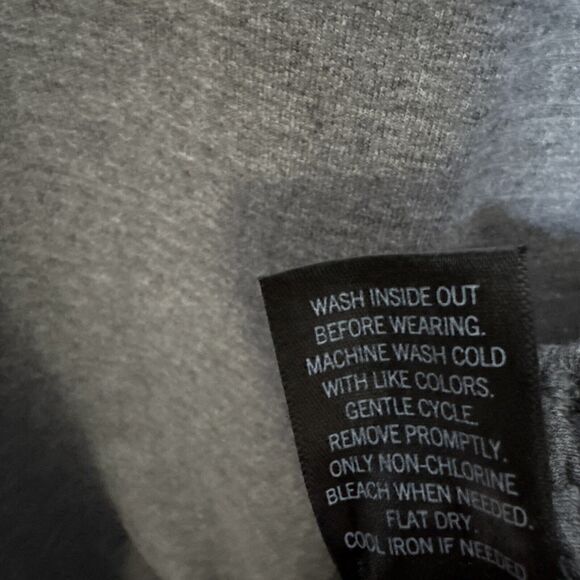 WASH INSIDE OUT
BEFORE WEARING.
MACHINE WASH COLD
WITH LIKE COLORS.
GENTLE CYCLE.
REMOVE PROMPTLY.
ONLY NON-CHLORINE
BLEACH WHEN NEEDED.
FLAT DRY.
COOL IRON IF NEEDED